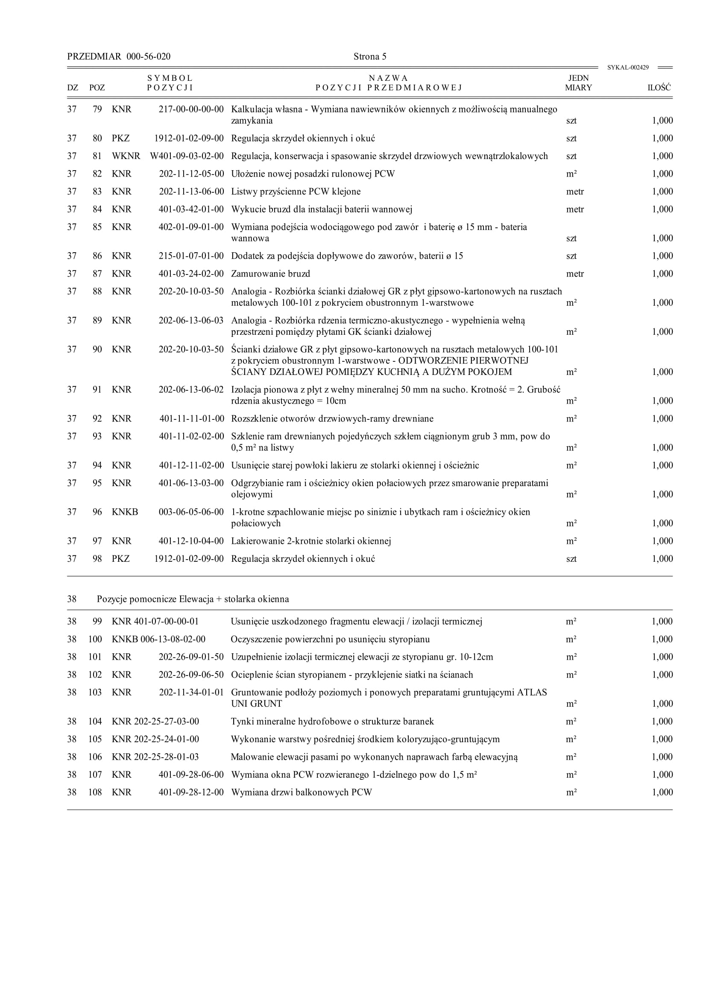 PRZEDMIAR 000-56-020 Strona 5
SYKAL-002429
SYMBOL NAZWA JEDN
DZ POZ POZYCJI POZYCJI PRZEDMIAROWEJ MIARY ILOŚĆ
37 79 KNR 217-00-00-00-00 Kalkulacja własna - Wymiana nawiewników okiennych z możliwością manualnego
zamykania szt 1,000
37 80 PKZ 1912-01-02-09-00 Regulacja skrzydeł okiennych i okuć szt 1,000
37 81 WKNR W401-09-03-02-00 Regulacja, konserwacja i spasowanie skrzydeł drzwiowych wewnątrzlokalowych szt 1,000
37 82 KNR 202-11-12-05-00 Ułożenie nowej posadzki rulonowej PCW m² 1,000
37 83 KNR 202-11-13-06-00 Listwy przyścienne PCW klejone metr 1,000
37 84 KNR 401-03-42-01-00 Wykucie bruzd dla instalacji baterii wannowej metr 1,000
37 85 KNR 402-01-09-01-00 Wymiana podejścia wodociągowego pod zawór i baterię ø 15 mm - bateria
wannowa szt 1,000
37 86 KNR 215-01-07-01-00 Dodatek za podejścia dopływowe do zaworów, baterii ø 15 szt 1,000
37 87 KNR 401-03-24-02-00 Zamurowanie bruzd metr 1,000
37 88 KNR 202-20-10-03-50 Analogia - Rozbiórka ścianki działowej GR z płyt gipsowo-kartonowych na rusztach
metalowych 100-101 z pokryciem obustronnym 1-warstwowe m² 1,000
37 89 KNR 202-06-13-06-03 Analogia - Rozbiórka rdzenia termiczno-akustycznego - wypełnienia wełną
przestrzeni pomiędzy płytami GK ścianki działowej m² 1,000
37 90 KNR 202-20-10-03-50 Ścianki działowe GR z płyt gipsowo-kartonowych na rusztach metalowych 100-101
z pokryciem obustronnym 1-warstwowe - ODTWORZENIE PIERWOTNEJ
ŚCIANY DZIAŁOWEJ POMIĘDZY KUCHNIĄ A DUŻYM POKOJEM m² 1,000
37 91 KNR 202-06-13-06-02 Izolacja pionowa z płyt z wełny mineralnej 50 mm na sucho. Krotność = 2. Grubość
rdzenia akustycznego = 10cm m² 1,000
37 92 KNR 401-11-11-01-00 Rozszklenie otworów drzwiowych-ramy drewniane m² 1,000
37 93 KNR 401-11-02-02-00 Szklenie ram drewnianych pojedyńczych szkłem ciągnionym grub 3 mm, pow do
0,5 m² na listwy m² 1,000
37 94 KNR 401-12-11-02-00 Usunięcie starej powłoki lakieru ze stolarki okiennej i ościeżnic m² 1,000
37 95 KNR 401-06-13-03-00 Odgrzybianie ram i ościeżnicy okien połaciowych przez smarowanie preparatami
olejowymi m² 1,000
37 96 KNKB 003-06-05-06-00 1-krotne szpachlowanie miejsc po siniznie i ubytkach ram i ościeżnicy okien
połaciowych m² 1,000
37 97 KNR 401-12-10-04-00 Lakierowanie 2-krotnie stolarki okiennej m² 1,000
37 98 PKZ 1912-01-02-09-00 Regulacja skrzydeł okiennych i okuć szt 1,000
38 Pozycje pomocnicze Elewacja + stolarka okienna
38 99 KNR 401-07-00-00-01 Usunięcie uszkodzonego fragmentu elewacji / izolacji termicznej m² 1,000
38 100 KNKB 006-13-08-02-00 Oczyszczenie powierzchni po usunięciu styropianu m² 1,000
38 101 KNR 202-26-09-01-50 Uzupełnienie izolacji termicznej elewacji ze styropianu gr. 10-12cm m² 1,000
38 102 KNR 202-26-09-06-50 Ocieplenie ścian styropianem - przyklejenie siatki na ścianach m² 1,000
38 103 KNR 202-11-34-01-01 Gruntowanie podłoży poziomych i ponowych preparatami gruntującymi ATLAS
UNI GRUNT m² 1,000
38 104 KNR 202-25-27-03-00 Tynki mineralne hydrofobowe o strukturze baranek m² 1,000
38 105 KNR 202-25-24-01-00 Wykonanie warstwy pośredniej środkiem koloryzująco-gruntującym m² 1,000
38 106 KNR 202-25-28-01-03 Malowanie elewacji pasami po wykonanych naprawach farbą elewacyjną m² 1,000
38 107 KNR 401-09-28-06-00 Wymiana okna PCW rozwieranego 1-dzielnego pow do 1,5 m² m² 1,000
38 108 KNR 401-09-28-12-00 Wymiana drzwi balkonowych PCW m² 1,000